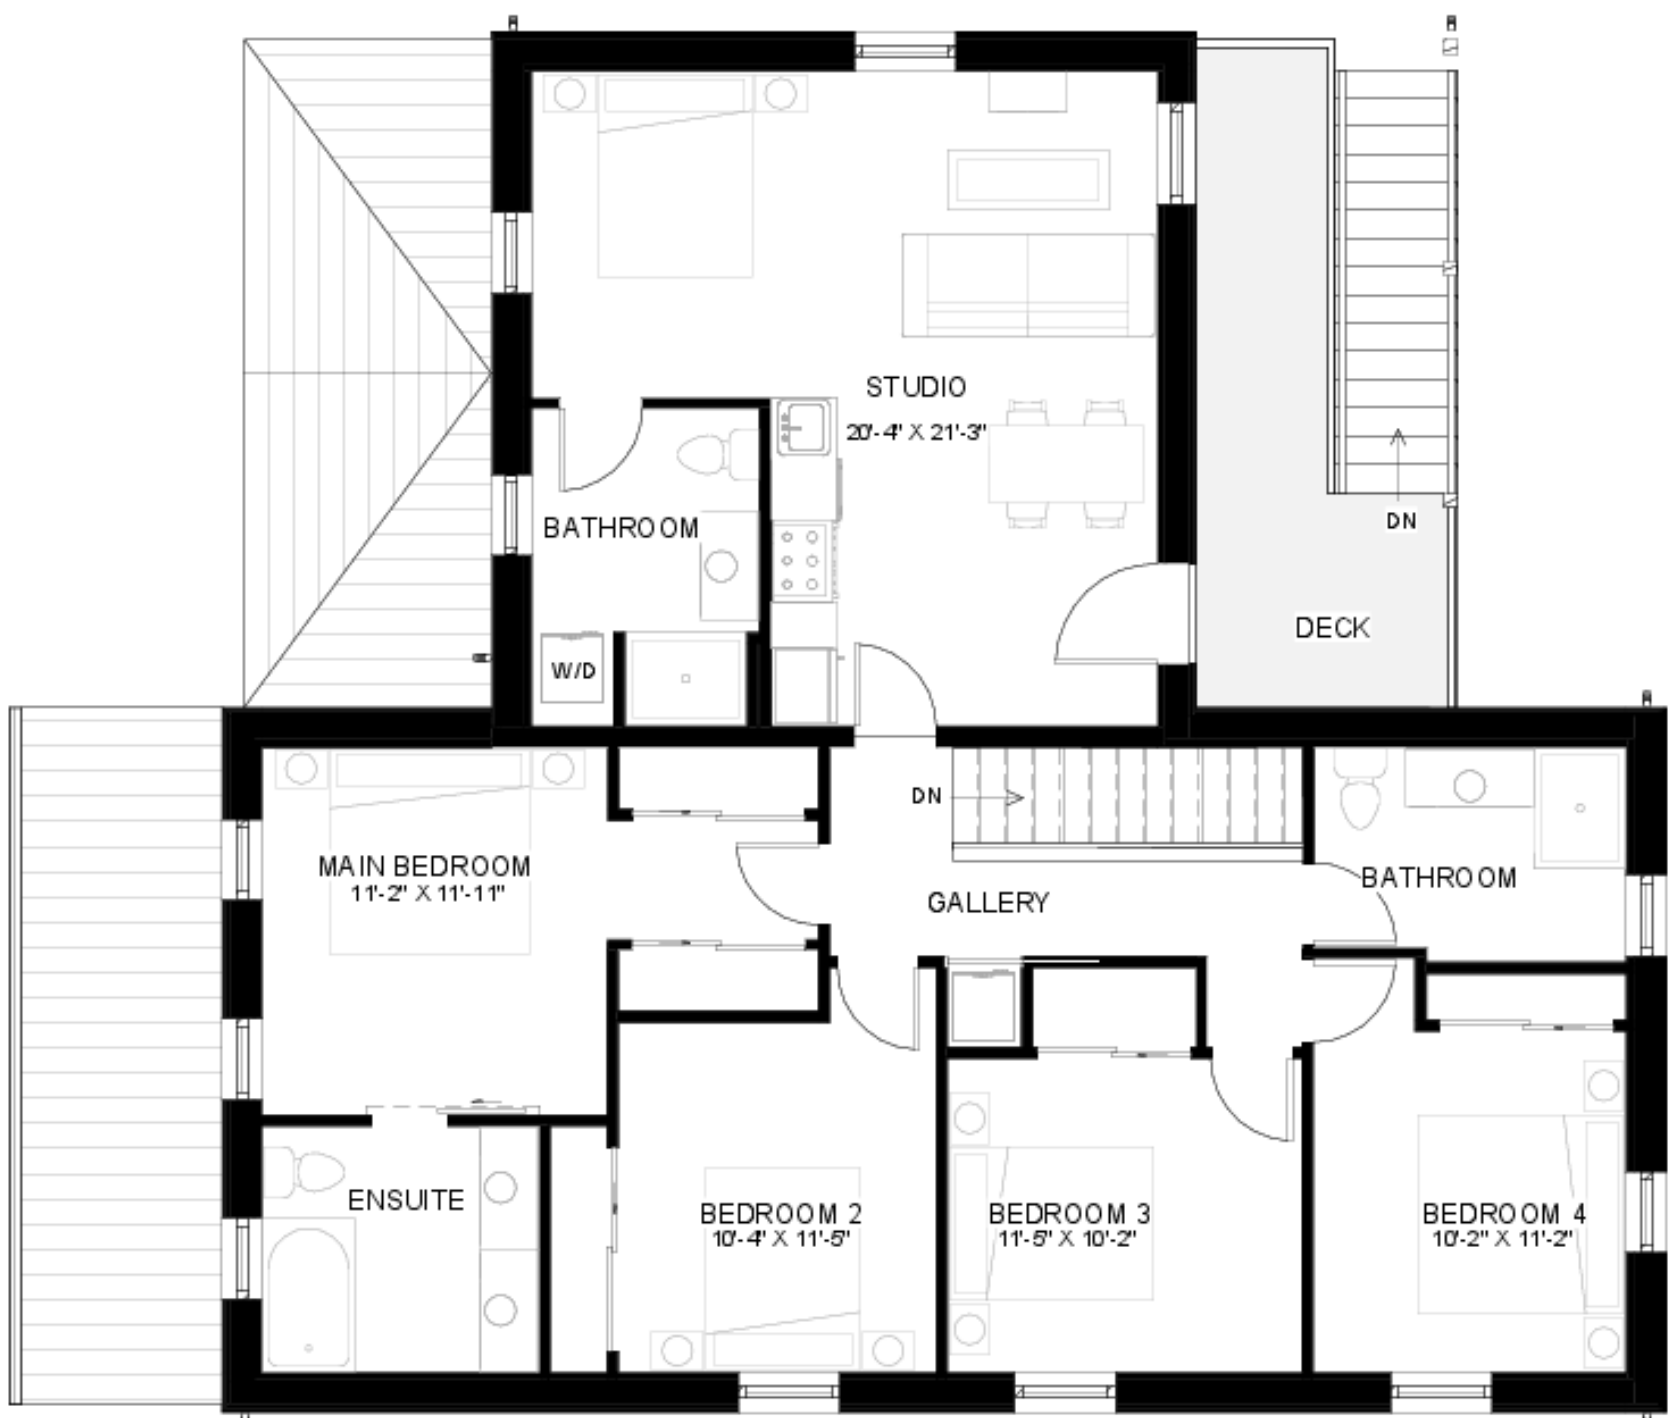 STUDIO
20'-4" X 21'-3"
BATHROOM
DN
DECK
W/D
DN
MAIN BEDROOM
11'-2" X 11'-11"
BATHROOM
GALLERY
ENSUITE
BEDROOM 2
10'-4" X 11'-5"
BEDROOM 3
11'-5" X 10'-2"
BEDROOM 4
10'-2" X 11'-2"